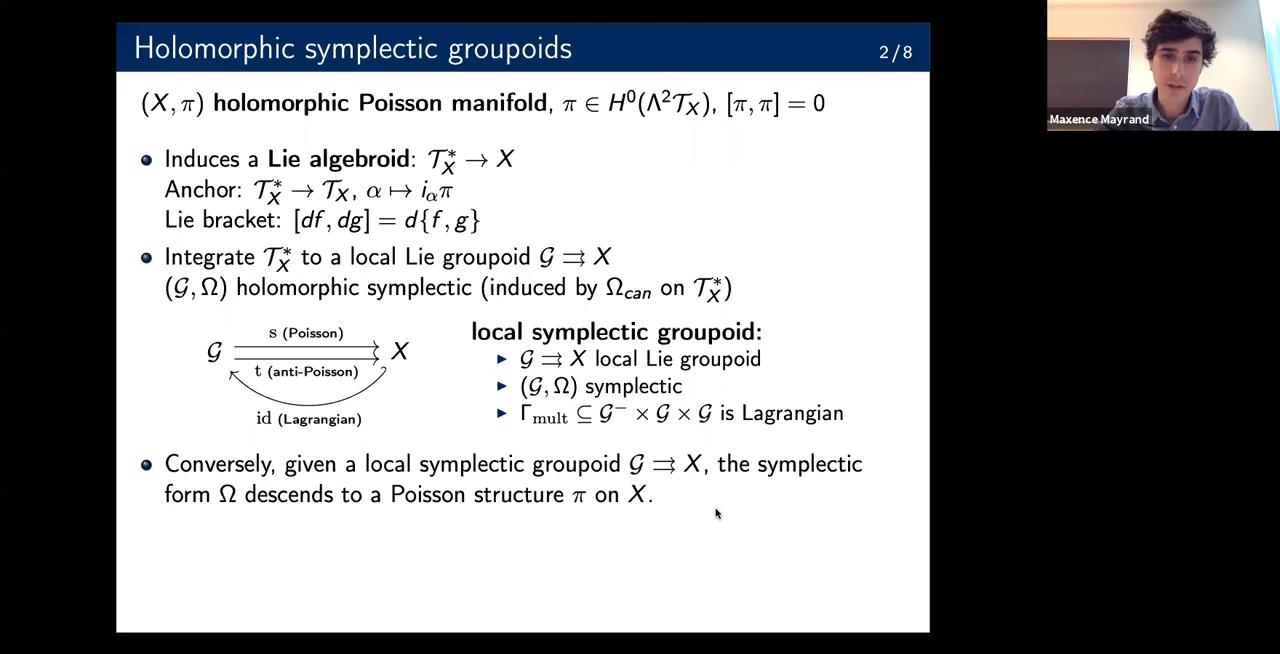 Holomorphic symplectic groupoids
2 / 8
(X, π) holomorphic Poisson manifold, π ∈ H⁰(Λ²𝒯_X), [π, π] = 0
Induces a Lie algebroid: 𝒯*_X → X
Anchor: 𝒯*_X → 𝒯_X, α ↦ i_απ
Lie bracket: [df, dg] = d{f, g}
Integrate 𝒯*_X to a local Lie groupoid 𝒢 ⇉ X
(𝒢, Ω) holomorphic symplectic (induced by Ω_can on 𝒯*_X)
s (Poisson)
𝒢 X
t (anti-Poisson)
id (Lagrangian)
local symplectic groupoid:
▶ 𝒢 ⇉ X local Lie groupoid
▶ (𝒢, Ω) symplectic
▶ Γ_mult ⊆ 𝒢⁻ × 𝒢 × 𝒢 is Lagrangian
Conversely, given a local symplectic groupoid 𝒢 ⇉ X, the symplectic
form Ω descends to a Poisson structure π on X.
Maxence Mayrand